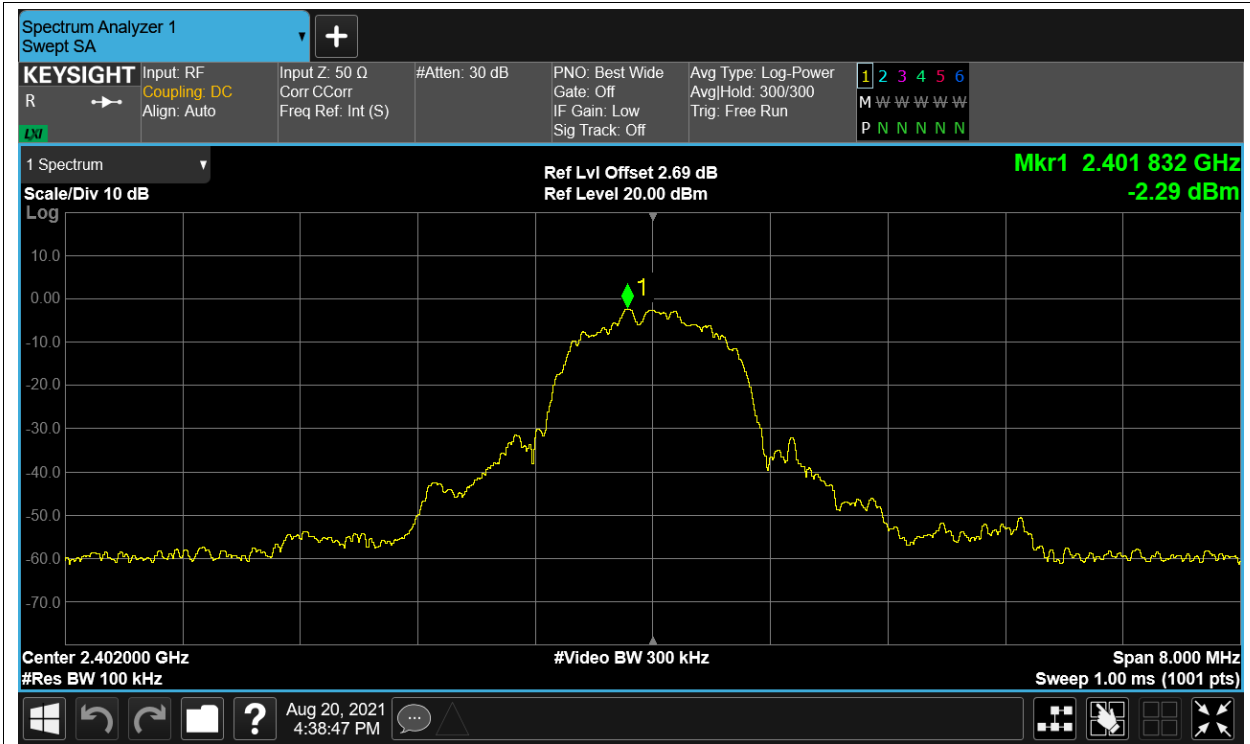 Spectrum Analyzer 1
Swept SA
KEYSIGHT
R
LXI
Input: RF
Coupling: DC
Align: Auto
Input Z: 50 Ω
Corr CCorr
Freq Ref: Int (S)
#Atten: 30 dB
PNO: Best Wide
Gate: Off
IF Gain: Low
Sig Track: Off
Avg Type: Log-Power
Avg|Hold: 300/300
Trig: Free Run
1 2 3 4 5 6
M W W W W W
P N N N N N
1 Spectrum
Scale/Div 10 dB
Ref Lvl Offset 2.69 dB
Ref Level 20.00 dBm
Mkr1 2.401 832 GHz
-2.29 dBm
Log
10.0
0.00
-10.0
-20.0
-30.0
-40.0
-50.0
-60.0
-70.0
1
Center 2.402000 GHz
#Res BW 100 kHz
#Video BW 300 kHz
Span 8.000 MHz
Sweep 1.00 ms (1001 pts)
?
Aug 20, 2021
4:38:47 PM